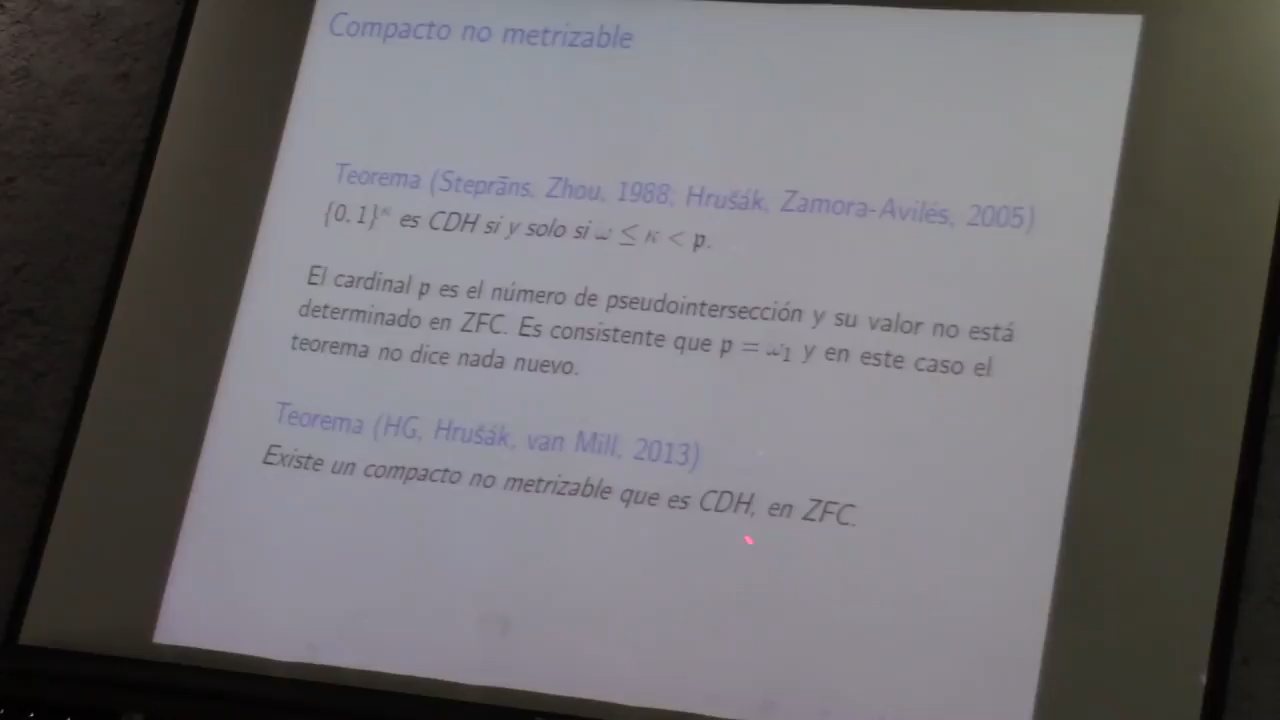 Compacto no metrizable
Teorema (Steprāns, Zhou, 1988; Hrušák, Zamora-Avilés, 2005)
{0, 1}^κ es CDH si y solo si ω ≤ κ < p.
El cardinal p es el número de pseudointersección y su valor no está
determinado en ZFC. Es consistente que p = ω₁ y en este caso el
teorema no dice nada nuevo.
Teorema (HG, Hrušák, van Mill, 2013)
Existe un compacto no metrizable que es CDH, en ZFC.